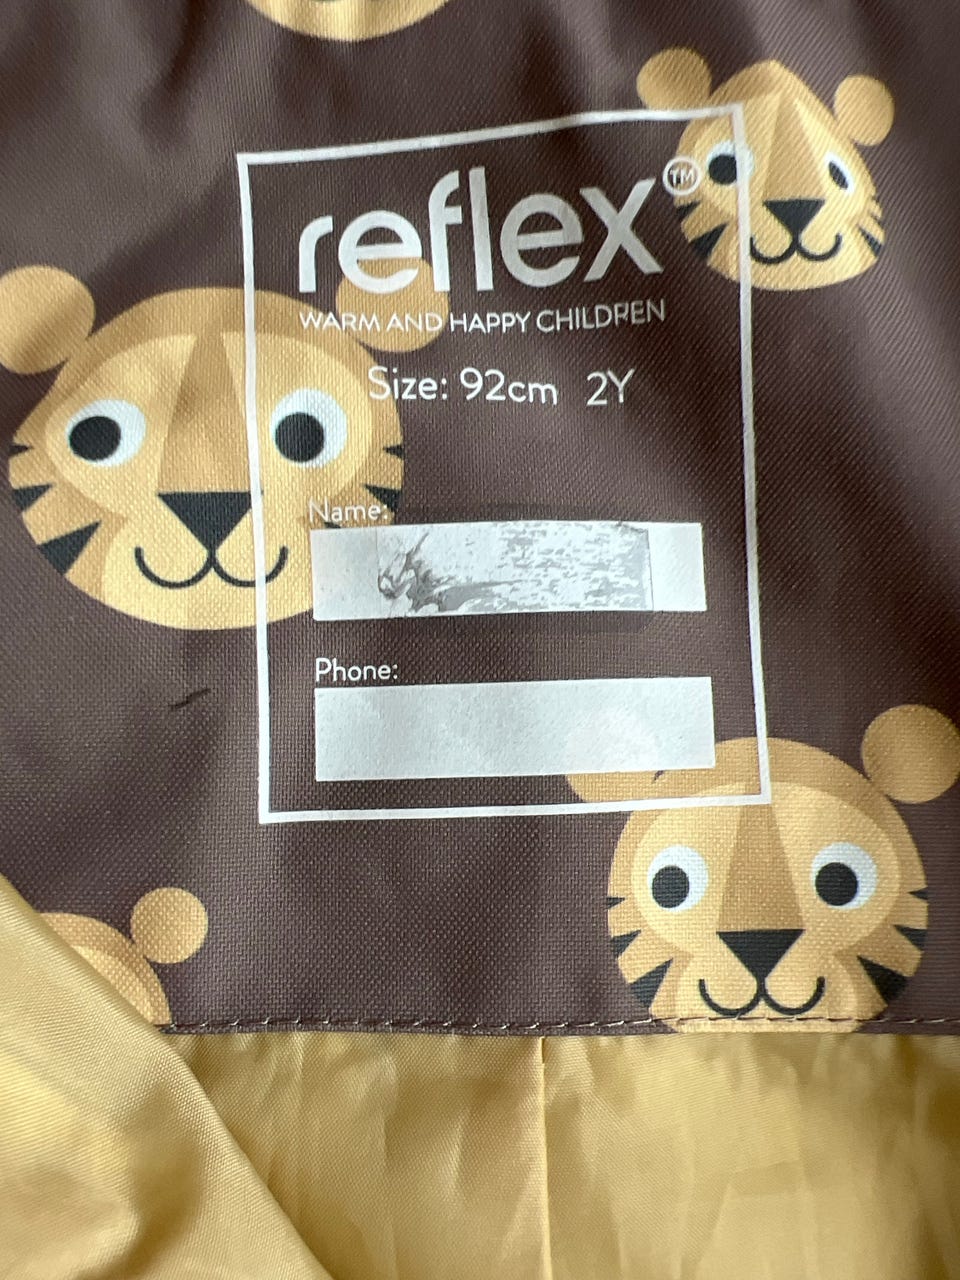 reflex™
WARM AND HAPPY CHILDREN
Size: 92cm 2Y
Name:
Phone: